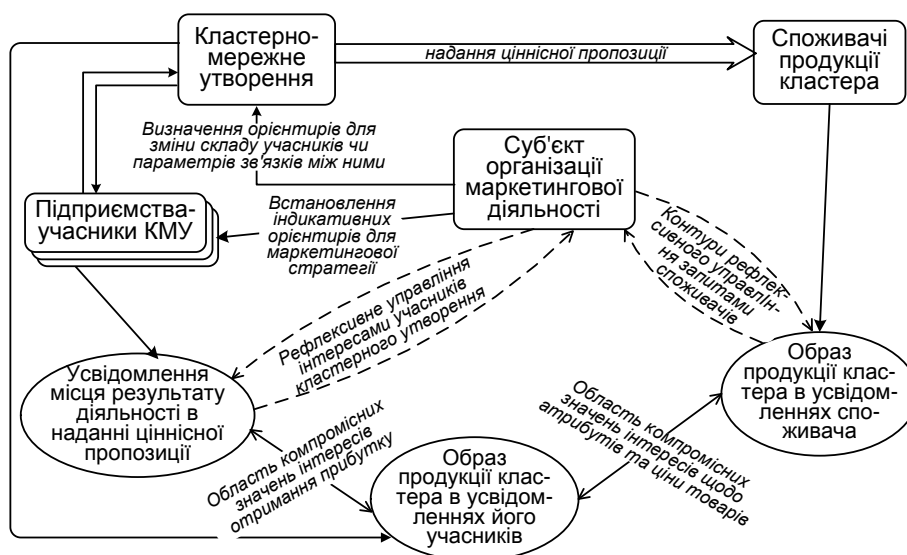 Кластерно-
мережне
утворення
надання ціннісної пропозиції
Споживачі
продукції
кластера
Визначення орієнтирів для
зміни складу учасників чи
параметрів зв'язків між ними
Суб'єкт
організації
маркетингової
діяльності
Підприємства-
учасники КМУ
Встановлення
індикативних
орієнтирів для
маркетингової
стратегії
Контури рефлек-
сивного управлін-
ня запитами
споживачів
Рефлексивне управління
інтересами учасників
кластерного утворення
Усвідомлення
місця результату
діяльності в
наданні ціннісної
пропозиції
Образ
продукції кластера
в усвідом-
леннях спо-
живача
Область компромісних
значень інтересів
отримання прибутку
Образ
продукції клас-
тера в усвідом-
леннях його
учасників
Область компромісних
значень інтересів щодо
атрибутів та ціни товарів